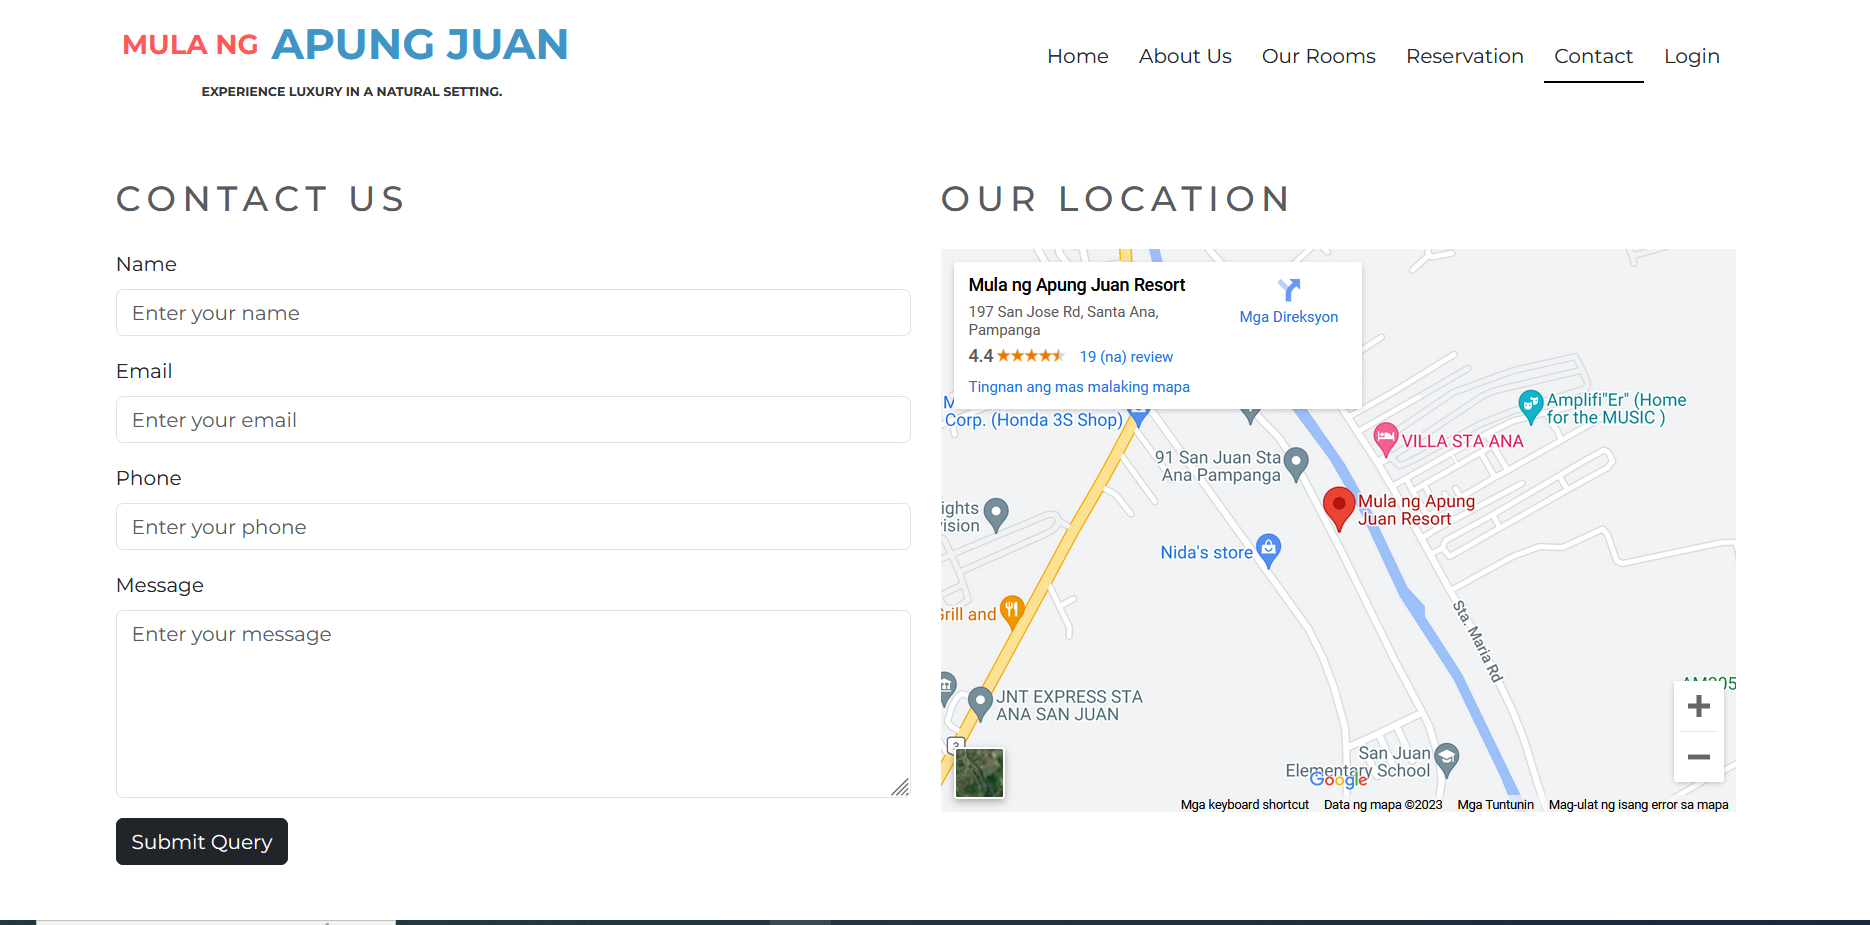 MULA NG APUNG JUAN
EXPERIENCE LUXURY IN A NATURAL SETTING.
Home
About Us
Our Rooms
Reservation
Contact
Login
CONTACT US
Name
Enter your name
Email
Enter your email
Phone
Enter your phone
Message
Enter your message
Submit Query
OUR LOCATION
Mula ng Apung Juan Resort
197 San Jose Rd, Santa Ana,
Pampanga
4.4
19 (na) review
Tingnan ang mas malaking mapa
Mga Direksyon
Corp. (Honda 3S Shop)
Amplifi"Er" (Home
for the MUSIC )
VILLA STA ANA
91 San Juan Sta
Ana Pampanga
Mula ng Apung
Juan Resort
ights
ision
Nida's store
Grill and
Sta. Maria Rd
JNT EXPRESS STA
ANA SAN JUAN
San Juan
Elementary School
Google
Mga keyboard shortcut
Data ng mapa ©2023
Mga Tuntunin
Mag-ulat ng isang error sa mapa